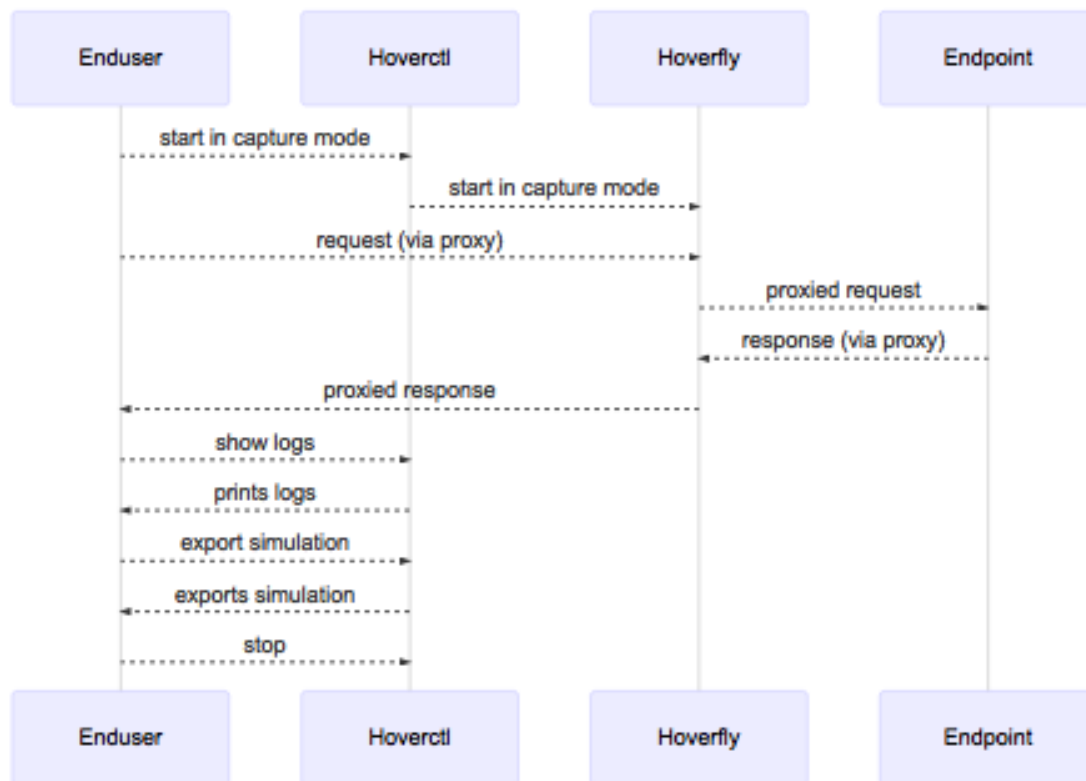 Enduser
Hoverctl
Hoverfly
Endpoint
start in capture mode
start in capture mode
request (via proxy)
proxied request
response (via proxy)
proxied response
show logs
prints logs
export simulation
exports simulation
stop
Enduser
Hoverctl
Hoverfly
Endpoint